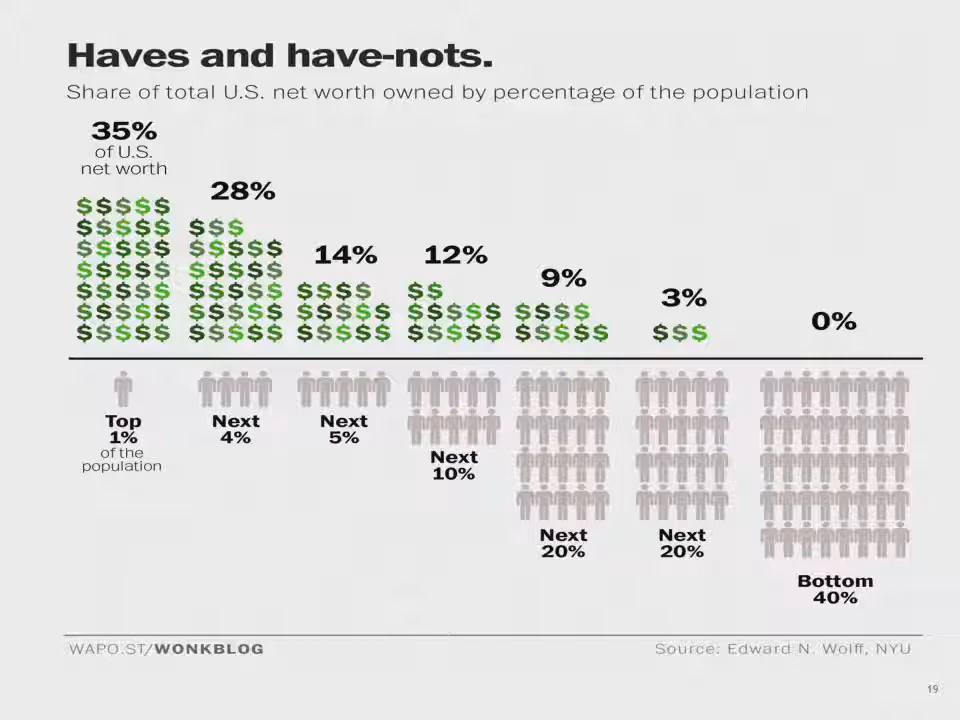 Haves and have-nots.
Share of total U.S. net worth owned by percentage of the population
35%
of U.S.
net worth
28%
14%
12%
9%
3%
0%
$$$$$
$$$$$
$$$$$
$$$$$
$$$$$
$$$$$
$$$$$
$$$
$$$$$
$$$$$
$$$$$
$$$$$
$$$$$
$$$$
$$$$$
$$$$$
$$
$$$$$
$$$$$
$$$$
$$$$$
$$$
Top
1%
of the
population
Next
4%
Next
5%
Next
10%
Next
20%
Next
20%
Bottom
40%
WAPO.ST/WONKBLOG
Source: Edward N. Wolff, NYU
19